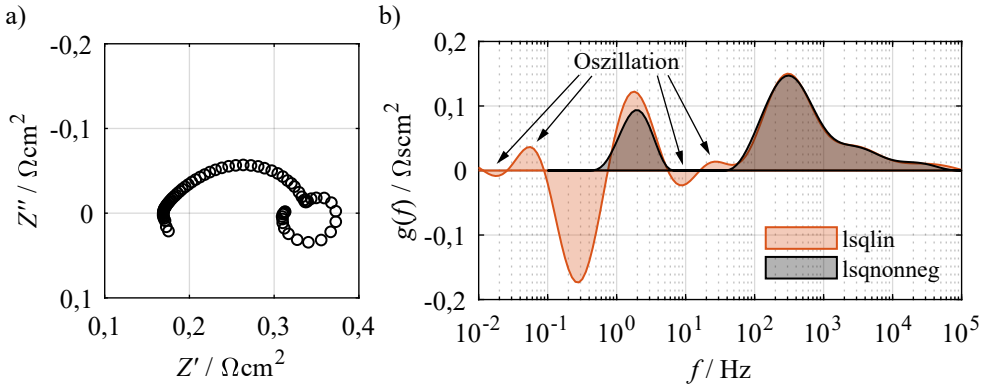 a)
-0,2
-0,1
0
0,1
0,1
0,2
0,3
0,4
Z'' / Ωcm²
Z' / Ωcm²
b)
0,2
0,1
0
-0,1
-0,2
10⁻²
10⁻¹
10⁰
10¹
10²
10³
10⁴
10⁵
g(f) / Ωscm²
f / Hz
Oszillation
lsqlin
lsqnonneg